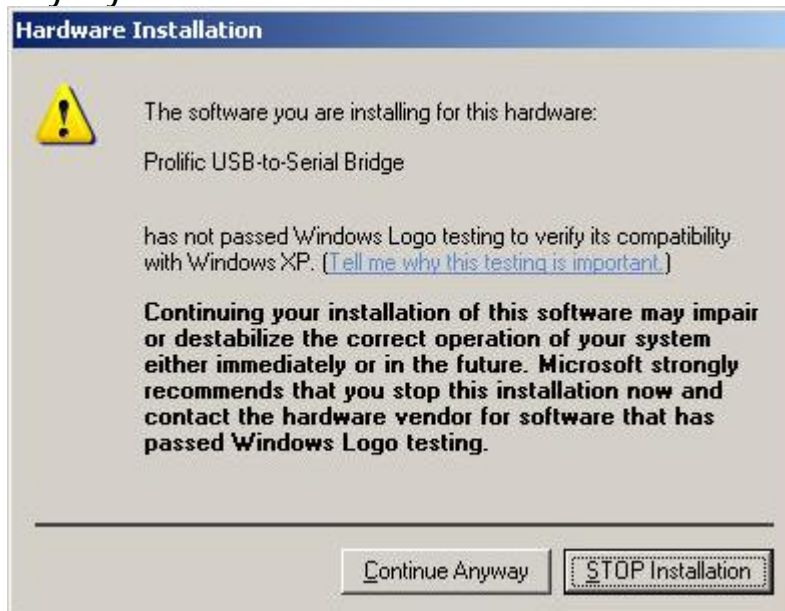 Hardware Installation
The software you are installing for this hardware:
Prolific USB-to-Serial Bridge
has not passed Windows Logo testing to verify its compatibility
with Windows XP. (Tell me why this testing is important.)
Continuing your installation of this software may impair
or destabilize the correct operation of your system
either immediately or in the future. Microsoft strongly
recommends that you stop this installation now and
contact the hardware vendor for software that has
passed Windows Logo testing.
Continue Anyway
STOP Installation